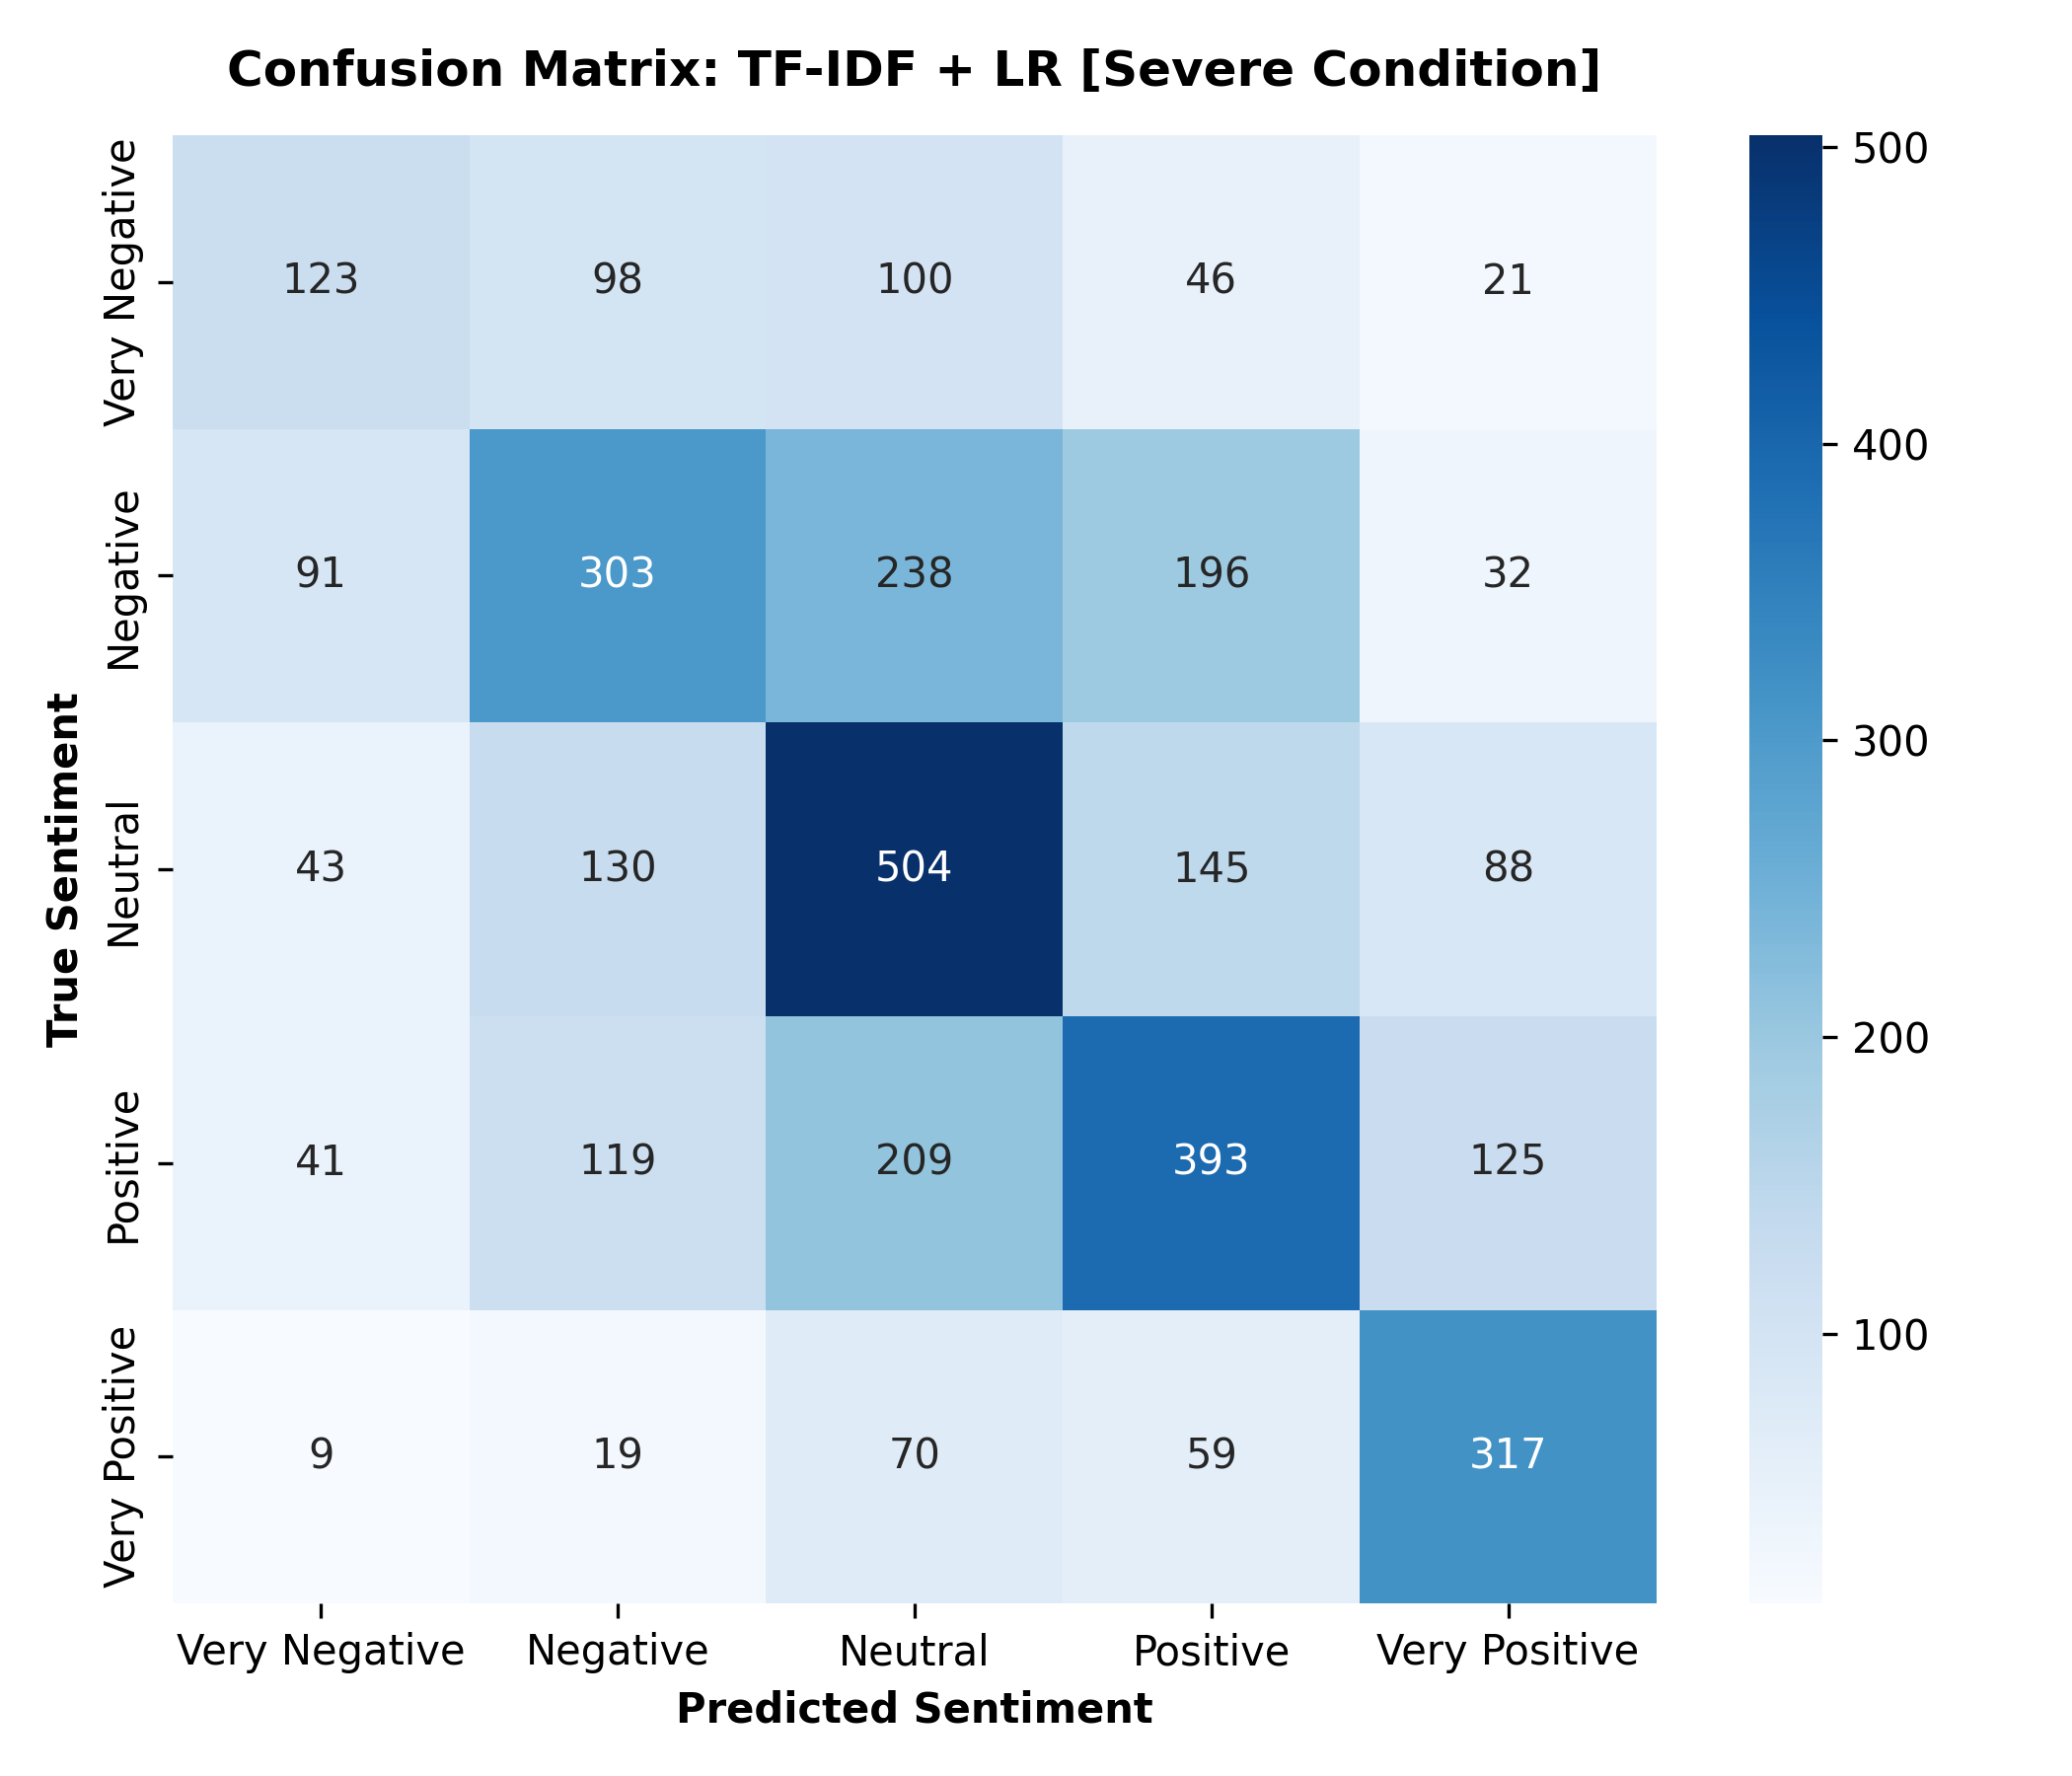 Confusion Matrix: TF-IDF + LR [Severe Condition]
True Sentiment
Very Negative
123 98 100 46 21
Negative
91 303 238 196 32
Neutral
43 130 504 145 88
Positive
41 119 209 393 125
Very Positive
9 19 70 59 317
Very Negative Negative Neutral Positive Very Positive
Predicted Sentiment
500
400
300
200
100